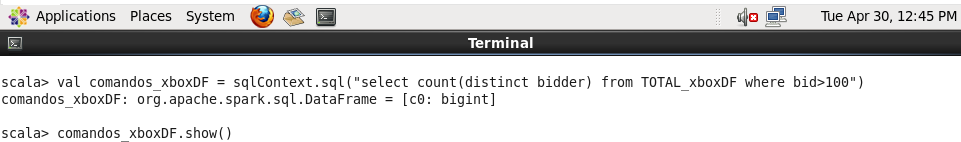 Applications Places System Tue Apr 30, 12:45 PM
Terminal
scala> val comandos_xboxDF = sqlContext.sql("select count(distinct bidder) from TOTAL_xboxDF where bid>100")
comandos_xboxDF: org.apache.spark.sql.DataFrame = [c0: bigint]
scala> comandos_xboxDF.show()